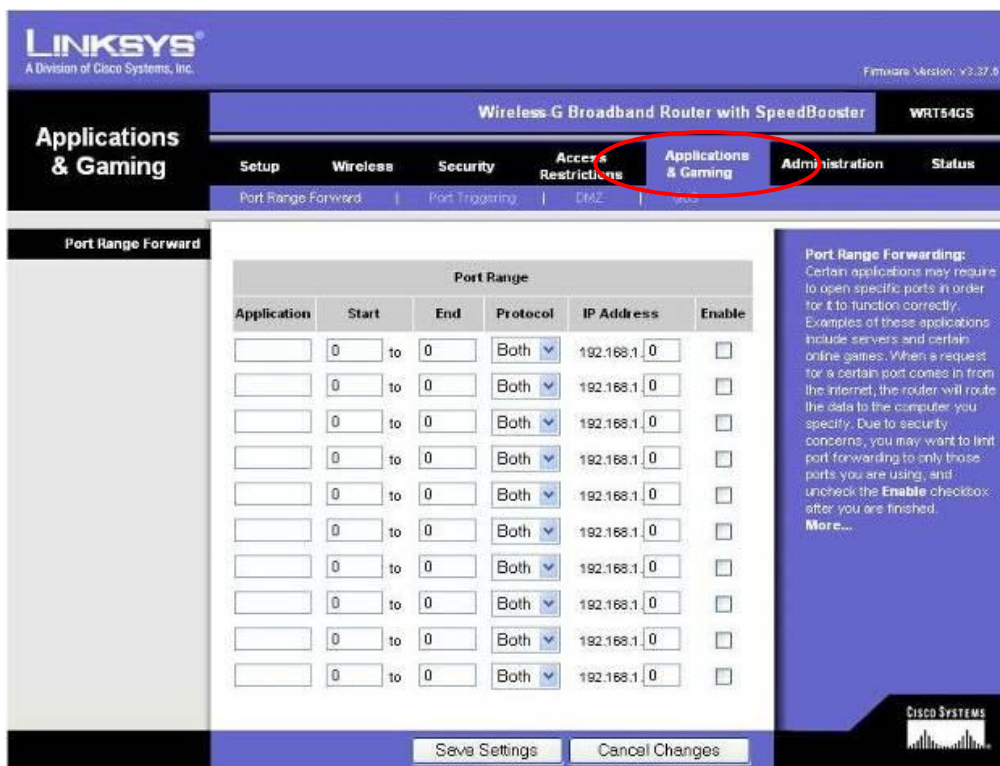 LINKSYS®
A Division of Cisco Systems, Inc.
Firmware Version: v3.37.6
Wireless-G Broadband Router with SpeedBooster WRT54GS
Applications
& Gaming
Setup Wireless Security Access Restrictions Applications & Gaming Administration Status
Port Range Forward | Port Triggering | DMZ | QoS
Port Range Forward
Port Range
Application Start End Protocol IP Address Enable
0 to 0 Both 192.168.1. 0
0 to 0 Both 192.168.1. 0
0 to 0 Both 192.168.1. 0
0 to 0 Both 192.168.1. 0
0 to 0 Both 192.168.1. 0
0 to 0 Both 192.168.1. 0
0 to 0 Both 192.168.1. 0
0 to 0 Both 192.168.1. 0
0 to 0 Both 192.168.1. 0
0 to 0 Both 192.168.1. 0
Port Range Forwarding:
Certain applications may require
to open specific ports in order
for it to function correctly.
Examples of these applications
include servers and certain
online games. When a request
for a certain port comes in from
the Internet, the router will route
the data to the computer you
specify. Due to security
concerns, you may want to limit
port forwarding to only those
ports you are using, and
uncheck the Enable checkbox
after you are finished.
More...
Save Settings Cancel Changes
CISCO SYSTEMS